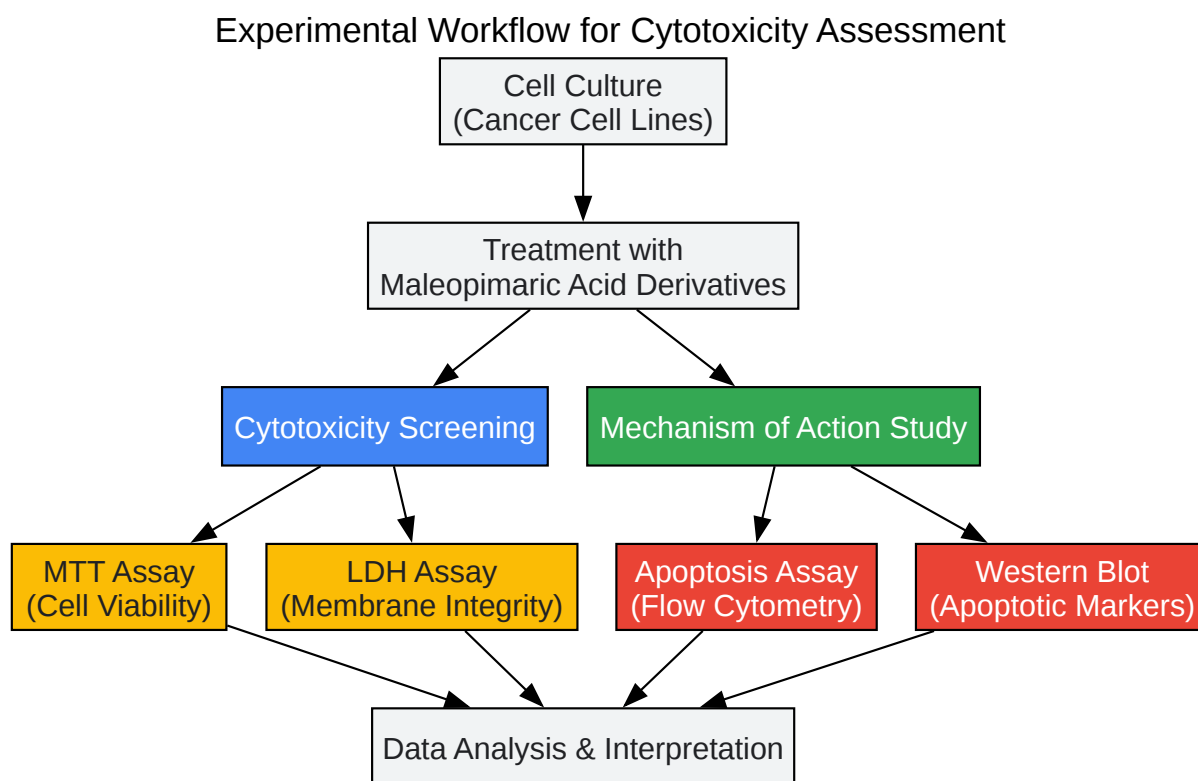 Experimental Workflow for Cytotoxicity Assessment
Cell Culture
(Cancer Cell Lines)
Treatment with
Maleopimaric Acid Derivatives
Cytotoxicity Screening
Mechanism of Action Study
MTT Assay
(Cell Viability)
LDH Assay
(Membrane Integrity)
Apoptosis Assay
(Flow Cytometry)
Western Blot
(Apoptotic Markers)
Data Analysis & Interpretation